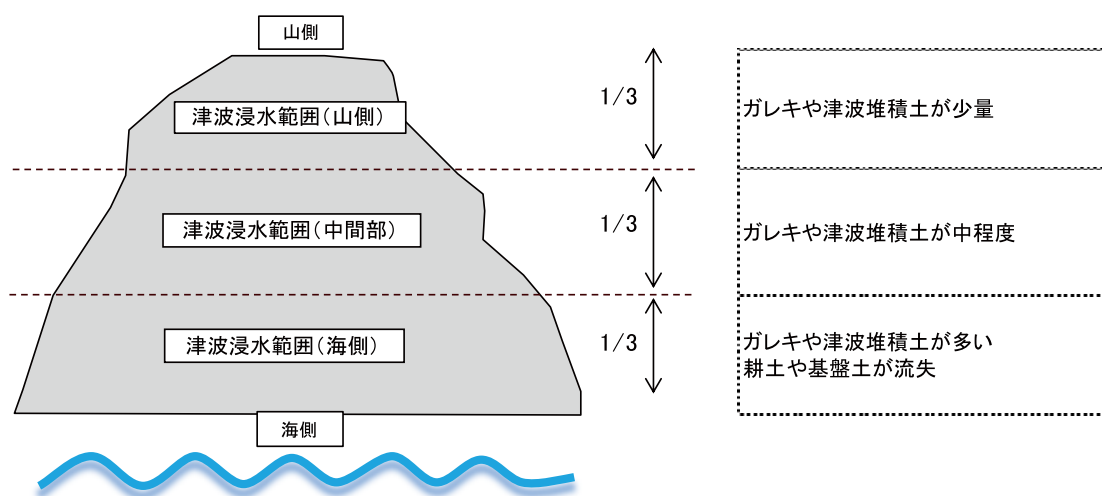 山側
津波浸水範囲(山側)
1/3
ガレキや津波堆積土が少量
津波浸水範囲(中間部)
1/3
ガレキや津波堆積土が中程度
津波浸水範囲(海側)
1/3
ガレキや津波堆積土が多い
耕土や基盤土が流失
海側